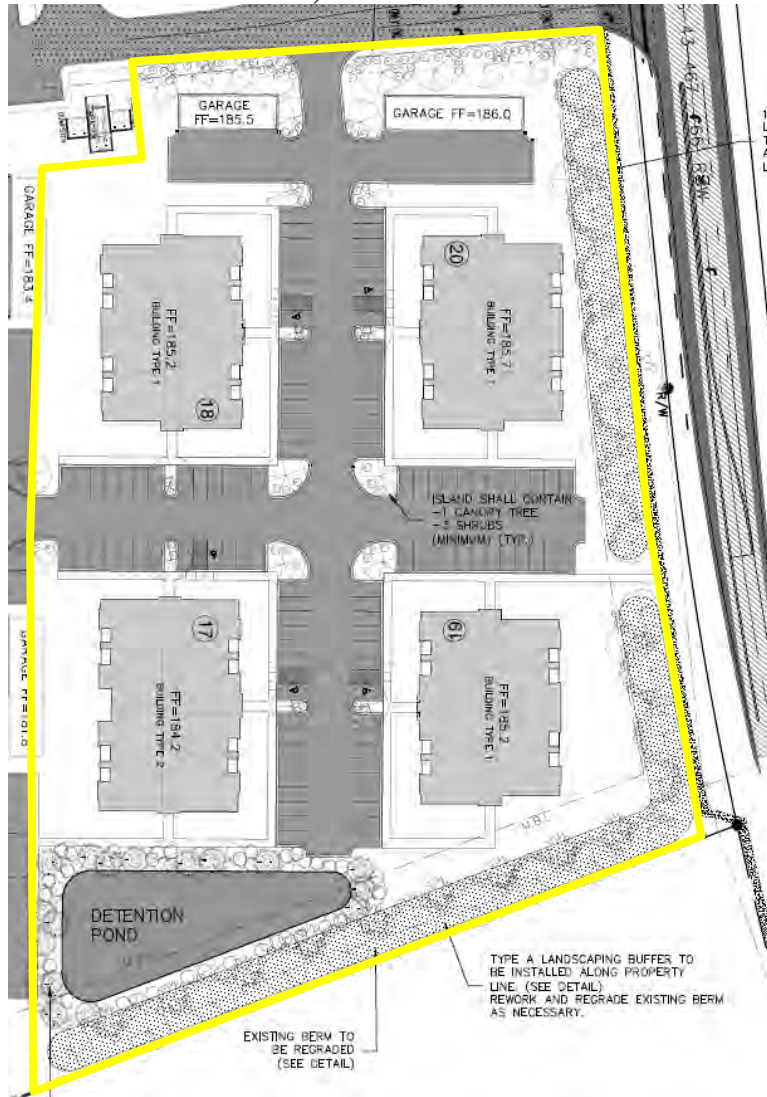 GARAGE
FF=185.5
GARAGE FF=186.0
GARAGE FF=183.4
20
FF=185.7
BUILDING TYPE 1
FF=185.2
BUILDING TYPE 1
18
R/W
ISLAND SHALL CONTAIN
-1 CANOPY TREE
-3 SHRUBS
(MINIMUM) (TYP.)
17
FF=184.2
BUILDING TYPE 2
19
FF=185.2
BUILDING TYPE 1
GARAGE FF=181.8
DETENTION
POND
TYPE A LANDSCAPING BUFFER TO
BE INSTALLED ALONG PROPERTY
LINE. (SEE DETAIL)
REWORK AND REGRADE EXISTING BERM
AS NECESSARY.
EXISTING BERM TO
BE REGRADED
(SEE DETAIL)